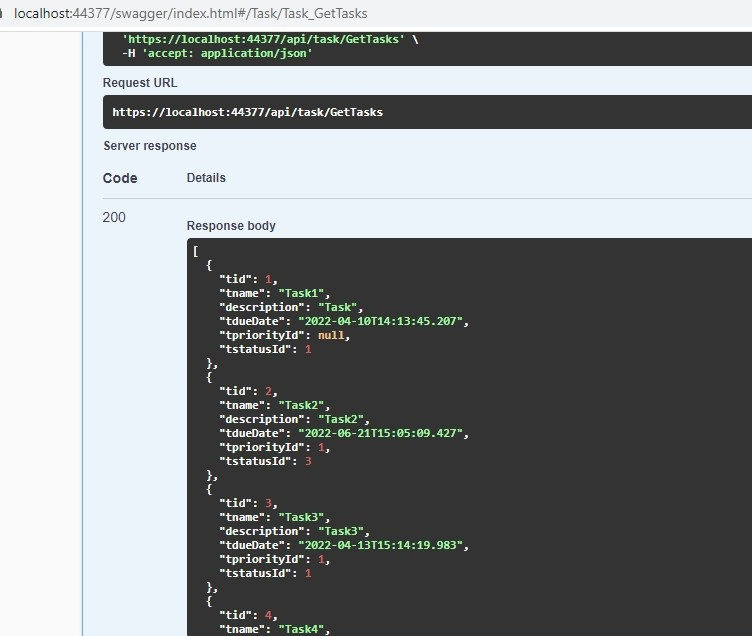 localhost:44377/swagger/index.html#/Task/Task_GetTasks
'https://localhost:44377/api/task/GetTasks' \
-H 'accept: application/json'
Request URL
https://localhost:44377/api/task/GetTasks
Server response
Code Details
200
Response body
[
{
"tid": 1,
"tname": "Task1",
"description": "Task",
"tdueDate": "2022-04-10T14:13:45.207",
"tpriorityId": null,
"tstatusId": 1
},
{
"tid": 2,
"tname": "Task2",
"description": "Task2",
"tdueDate": "2022-06-21T15:05:09.427",
"tpriorityId": 1,
"tstatusId": 3
},
{
"tid": 3,
"tname": "Task3",
"description": "Task3",
"tdueDate": "2022-04-13T15:14:19.983",
"tpriorityId": 1,
"tstatusId": 1
},
{
"tid": 4,
"tname": "Task4",